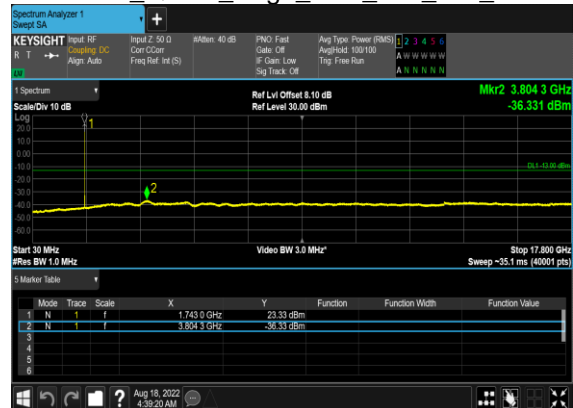 Spectrum Analyzer 1
Swept SA
+
KEYSIGHT Input: RF Input Z: 50 Ω #Atten: 40 dB PNO: Fast Avg Type: Power (RMS) 1 2 3 4 5 6
R T Coupling: DC Corr CCorr Gate: Off Avg|Hold: 100/100 A W W W W W
Align: Auto Freq Ref: Int (S) IF Gain: Low Trig: Free Run
Sig Track: Off A N N N N N
LW
1 Spectrum Ref Lvl Offset 8.10 dB Mkr2 3.804 3 GHz
Scale/Div 10 dB Ref Level 30.00 dBm -36.331 dBm
Log
20.0
10.0
0.00
-10.0
-20.0
-30.0
-40.0
-50.0
-60.0
1
DL1 -13.00 dBm
2
Start 30 MHz Video BW 3.0 MHz* Stop 17.800 GHz
#Res BW 1.0 MHz Sweep ~35.1 ms (40001 pts)
5 Marker Table
Mode Trace Scale X Y Function Function Width Function Value
1 N 1 f 1.743 0 GHz 23.33 dBm
2 N 1 f 3.804 3 GHz -36.33 dBm
3
4
5
6
? Aug 18, 2022
4:39:20 AM